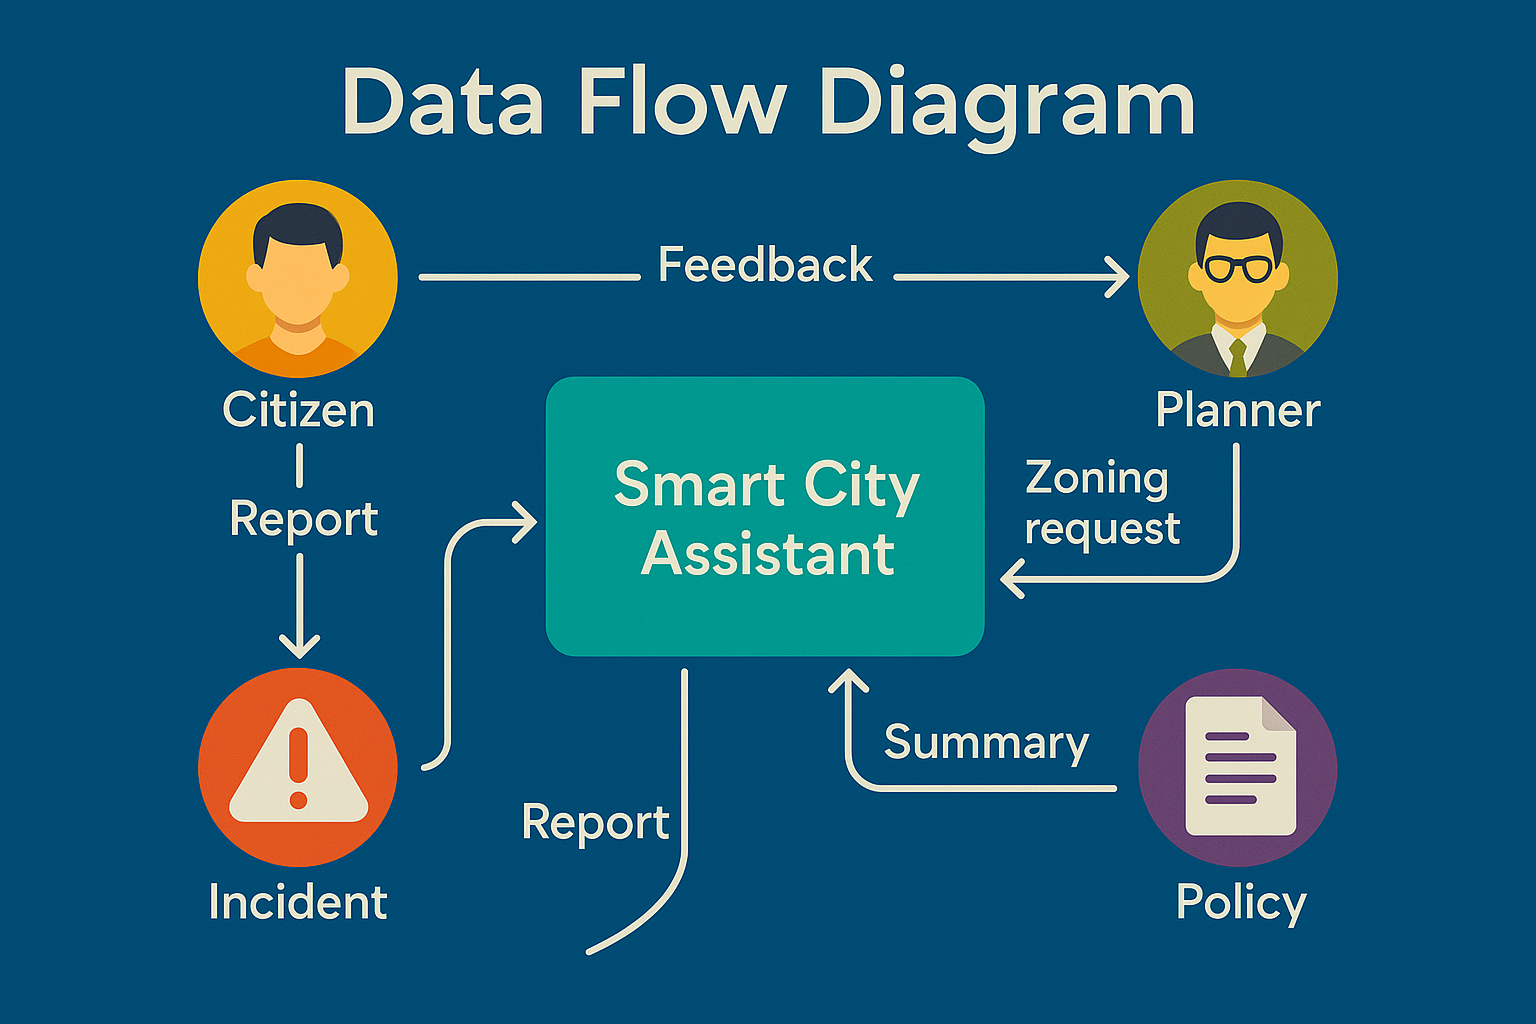 Data Flow Diagram
Feedback
Citizen
Planner
Report
Smart City
Assistant
Zoning
request
Summary
Report
Incident
Policy